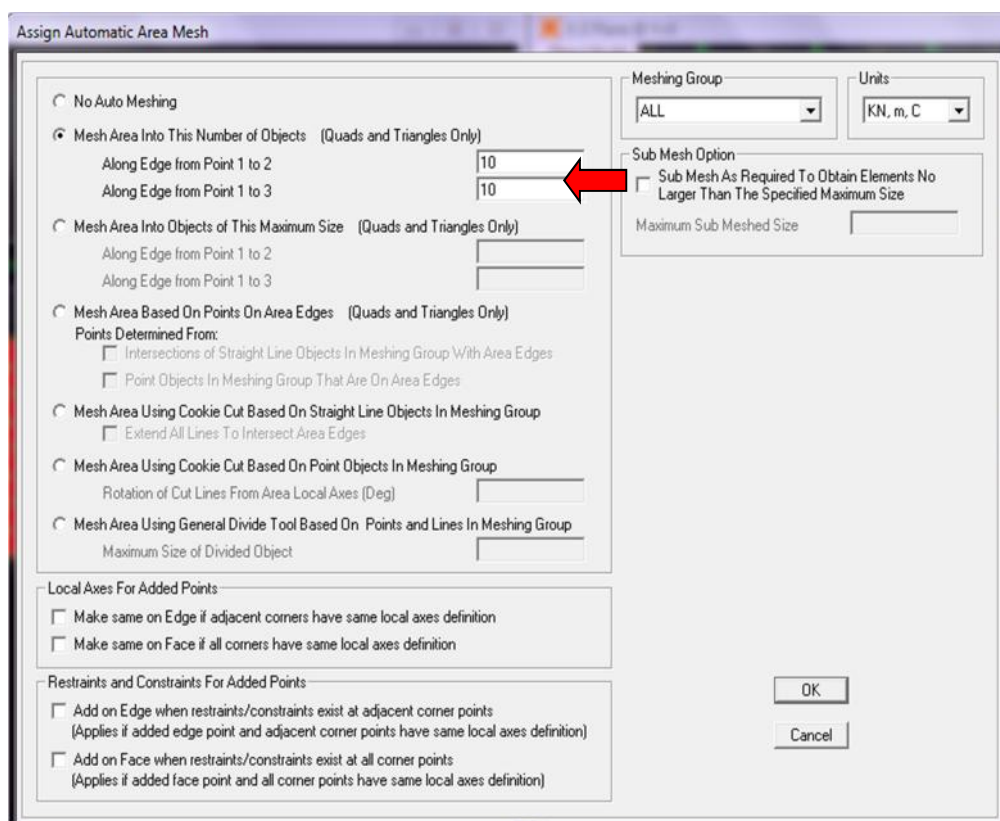 Assign Automatic Area Mesh
No Auto Meshing
Mesh Area Into This Number of Objects (Quads and Triangles Only)
Along Edge from Point 1 to 2
10
Along Edge from Point 1 to 3
10
Mesh Area Into Objects of This Maximum Size (Quads and Triangles Only)
Along Edge from Point 1 to 2
Along Edge from Point 1 to 3
Mesh Area Based On Points On Area Edges (Quads and Triangles Only)
Points Determined From:
Intersections of Straight Line Objects In Meshing Group With Area Edges
Point Objects In Meshing Group That Are On Area Edges
Mesh Area Using Cookie Cut Based On Straight Line Objects In Meshing Group
Extend All Lines To Intersect Area Edges
Mesh Area Using Cookie Cut Based On Point Objects In Meshing Group
Rotation of Cut Lines From Area Local Axes (Deg)
Mesh Area Using General Divide Tool Based On Points and Lines In Meshing Group
Maximum Size of Divided Object
Local Axes For Added Points
Make same on Edge if adjacent corners have same local axes definition
Make same on Face if all corners have same local axes definition
Restraints and Constraints For Added Points
Add on Edge when restraints/constraints exist at adjacent corner points
(Applies if added edge point and adjacent corner points have same local axes definition)
Add on Face when restraints/constraints exist at all corner points
(Applies if added face point and all corner points have same local axes definition)
Meshing Group
ALL
Units
KN, m, C
Sub Mesh Option
Sub Mesh As Required To Obtain Elements No
Larger Than The Specified Maximum Size
Maximum Sub Meshed Size
OK
Cancel